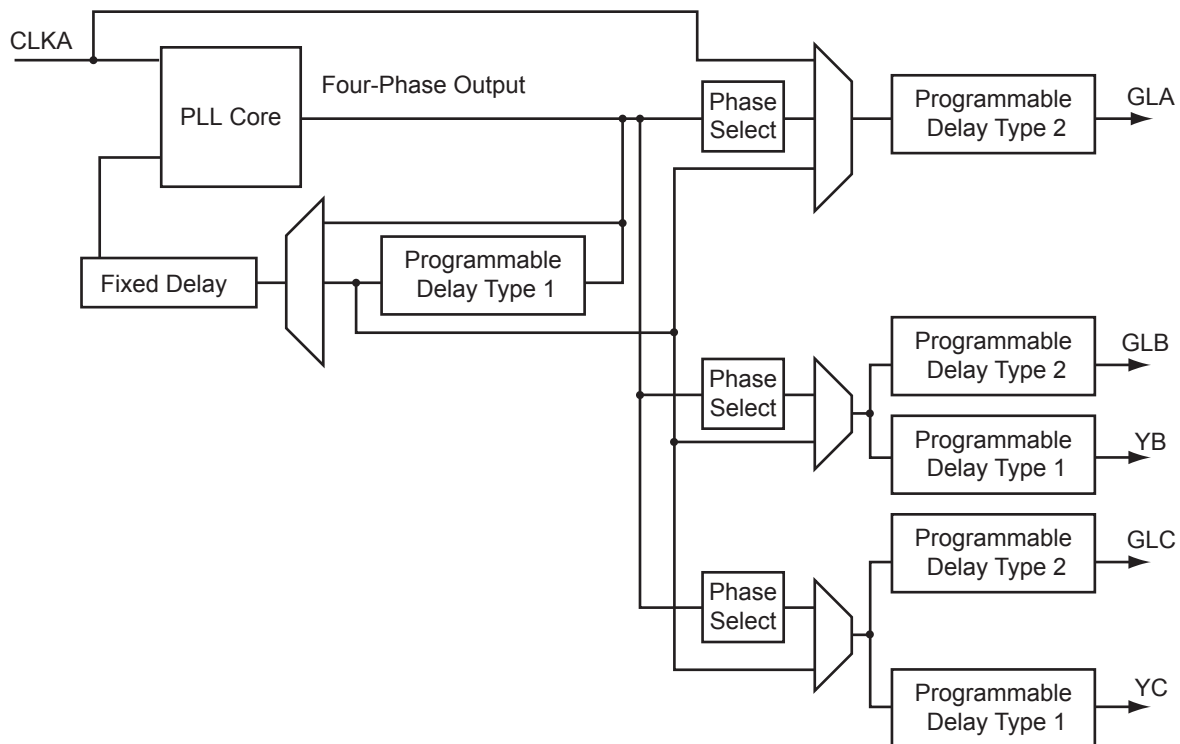 CLKA
PLL Core
Four-Phase Output
Phase
Select
Programmable
Delay Type 2
GLA
Fixed Delay
Programmable
Delay Type 1
Phase
Select
Programmable
Delay Type 2
GLB
Programmable
Delay Type 1
YB
Phase
Select
Programmable
Delay Type 2
GLC
Programmable
Delay Type 1
YC